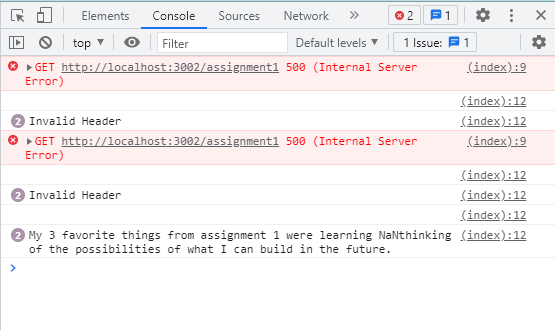 Elements Console Sources Network » 2 1
top Filter Default levels 1 Issue: 1
GET http://localhost:3002/assignment1 500 (Internal Server (index):9
Error)
(index):12
2 Invalid Header (index):12
GET http://localhost:3002/assignment1 500 (Internal Server (index):9
Error)
(index):12
2 Invalid Header (index):12
(index):12
2 My 3 favorite things from assignment 1 were learning NaNthinking (index):12
of the possibilities of what I can build in the future.